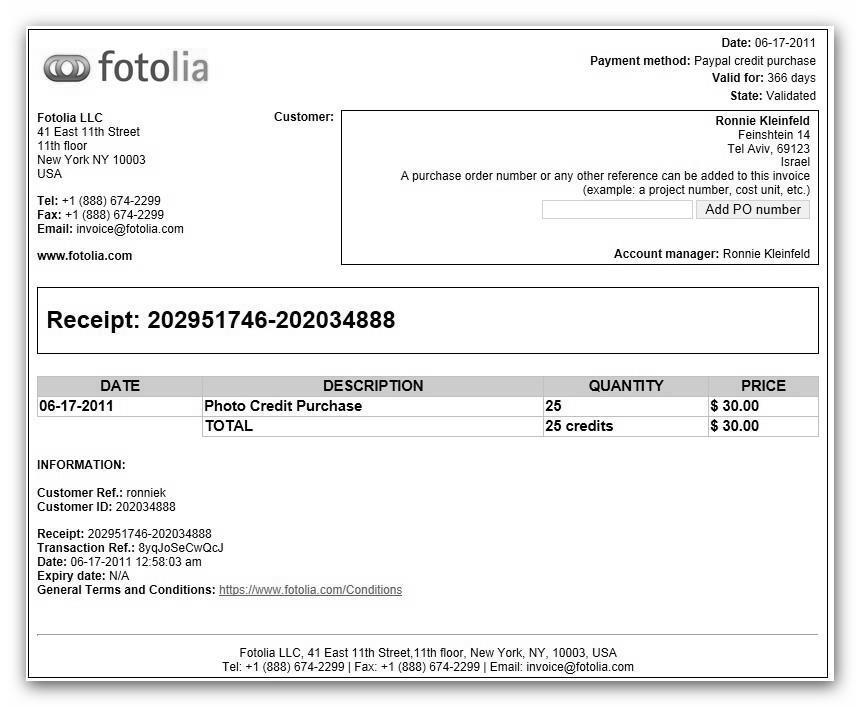 fotolia
Date: 06-17-2011
Payment method: Paypal credit purchase
Valid for: 366 days
State: Validated
Fotolia LLC
41 East 11th Street
11th floor
New York NY 10003
USA
Tel: +1 (888) 674-2299
Fax: +1 (888) 674-2299
Email: invoice@fotolia.com
www.fotolia.com
Customer:
Ronnie Kleinfeld
Feinshtein 14
Tel Aviv, 69123
Israel
A purchase order number or any other reference can be added to this invoice
(example: a project number, cost unit, etc.)
Add PO number
Account manager: Ronnie Kleinfeld
Receipt: 202951746-202034888
DATE DESCRIPTION QUANTITY PRICE
06-17-2011 Photo Credit Purchase 25 $ 30.00
TOTAL 25 credits $ 30.00
INFORMATION:
Customer Ref.: ronniek
Customer ID: 202034888
Receipt: 202951746-202034888
Transaction Ref.: 8yqJoSeCwQcJ
Date: 06-17-2011 12:58:03 am
Expiry date: N/A
General Terms and Conditions: https://www.fotolia.com/Conditions
Fotolia LLC, 41 East 11th Street,11th floor, New York, NY, 10003, USA
Tel: +1 (888) 674-2299 | Fax: +1 (888) 674-2299 | Email: invoice@fotolia.com